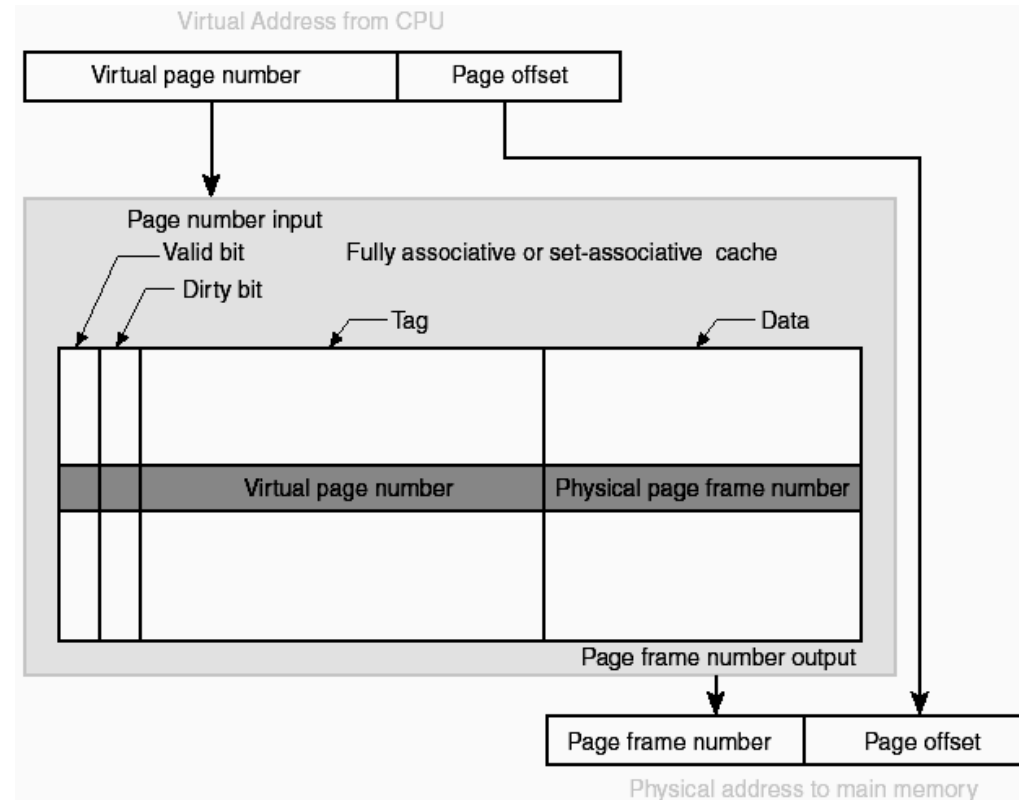 Virtual Address from CPU
Virtual page number
Page offset
Page number input
Valid bit
Fully associative or set-associative cache
Dirty bit
Tag
Data
Virtual page number
Physical page frame number
Page frame number output
Page frame number
Page offset
Physical address to main memory